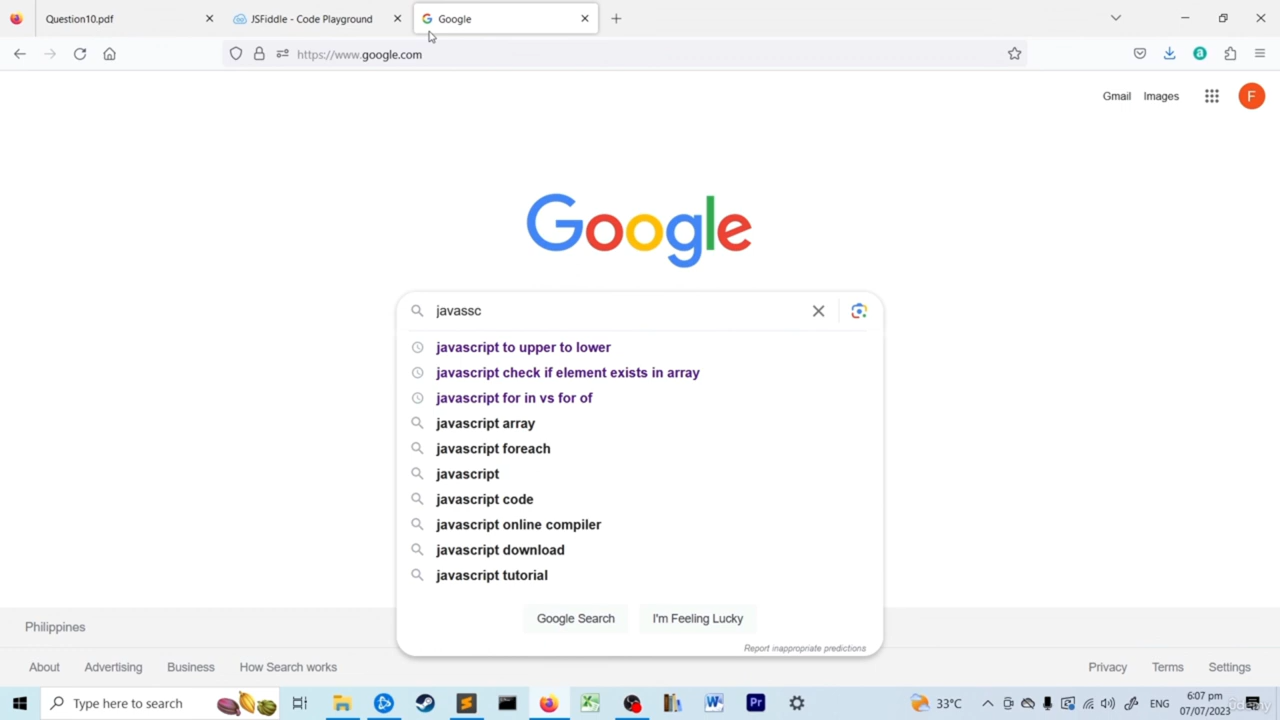 Question10.pdf
JSFiddle - Code Playground
Google
https://www.google.com
Gmail Images
F
Google
javassc
javascript to upper to lower
javascript check if element exists in array
javascript for in vs for of
javascript array
javascript foreach
javascript
javascript code
javascript online compiler
javascript download
javascript tutorial
Google Search
I'm Feeling Lucky
Report inappropriate predictions
Philippines
About Advertising Business How Search works
Privacy Terms Settings
Type here to search
33°C
ENG
6:07 pm
07/07/2023
Udemy